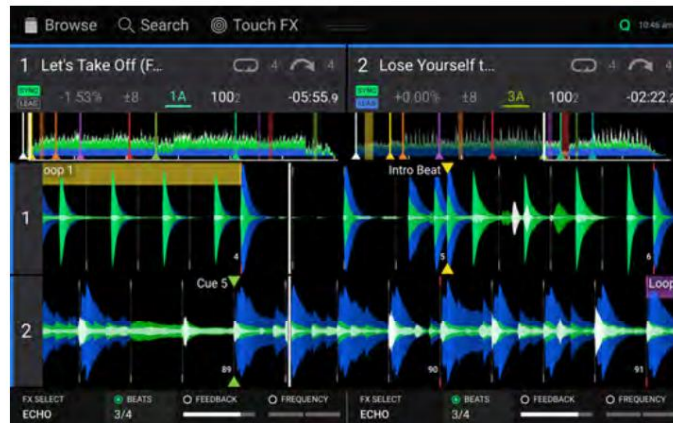 Browse Search Touch FX 10:46 am
1 Let's Take Off (F... 4 4
SYNC
LEAD
-1.53% ±8 1A 100.2 -05:55.9
2 Lose Yourself t... 4 4
SYNC
LEAD
+0.00% ±8 3A 100.2 -02:22.2
oop 1 Intro Beat
1
4 5 6
Cue 5 Loop
2
89 90 91
FX SELECT BEATS FEEDBACK FREQUENCY
ECHO 3/4
FX SELECT BEATS FEEDBACK FREQUENCY
ECHO 3/4